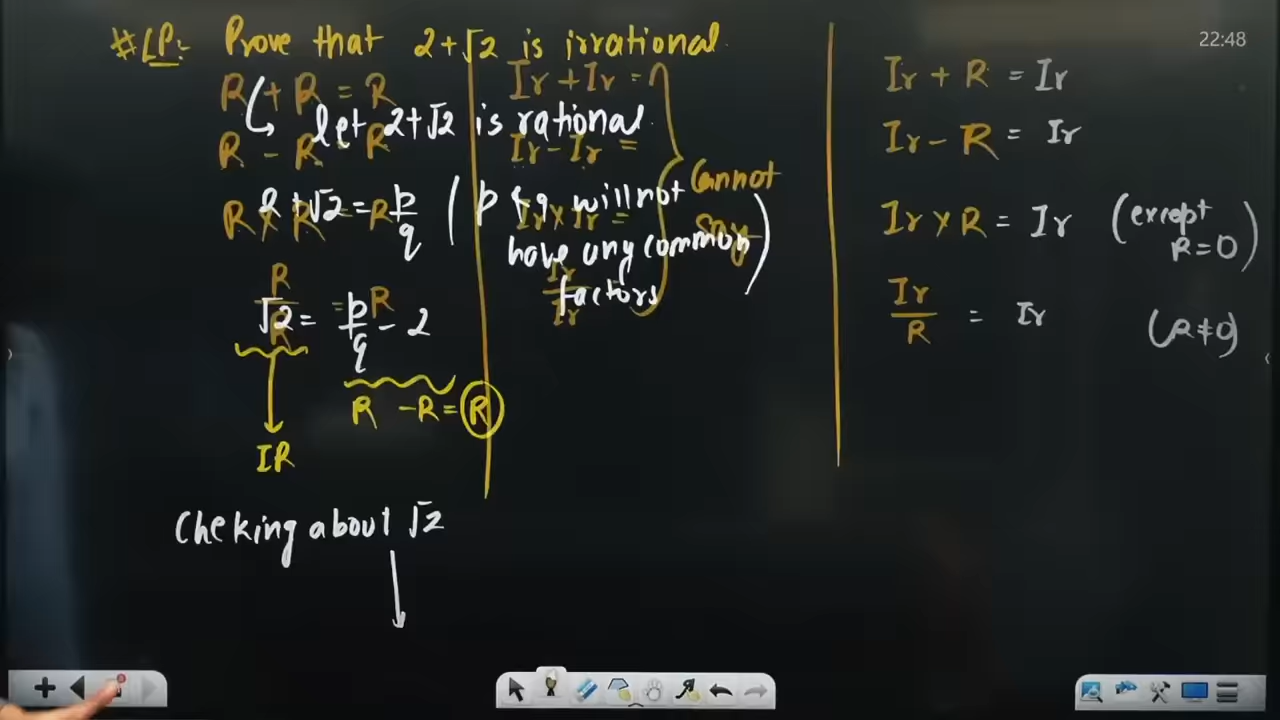 #LP:- Prove that 2+√2 is irrational
22:48
R + R = R
R - R R
R × R = R
R/R = R
let 2+√2 is rational
2+√2 = p/q ( p & q will not have any common factors )
√2 = p/q - 2
R - R = R
IR
Cheking about √2
Ir + Ir =
Ir - Ir =
Ir × Ir =
Ir/Ir
Cannot
say
Ir + R = Ir
Ir - R = Ir
Ir × R = Ir (except R=0)
Ir/R = Ir (R≠0)